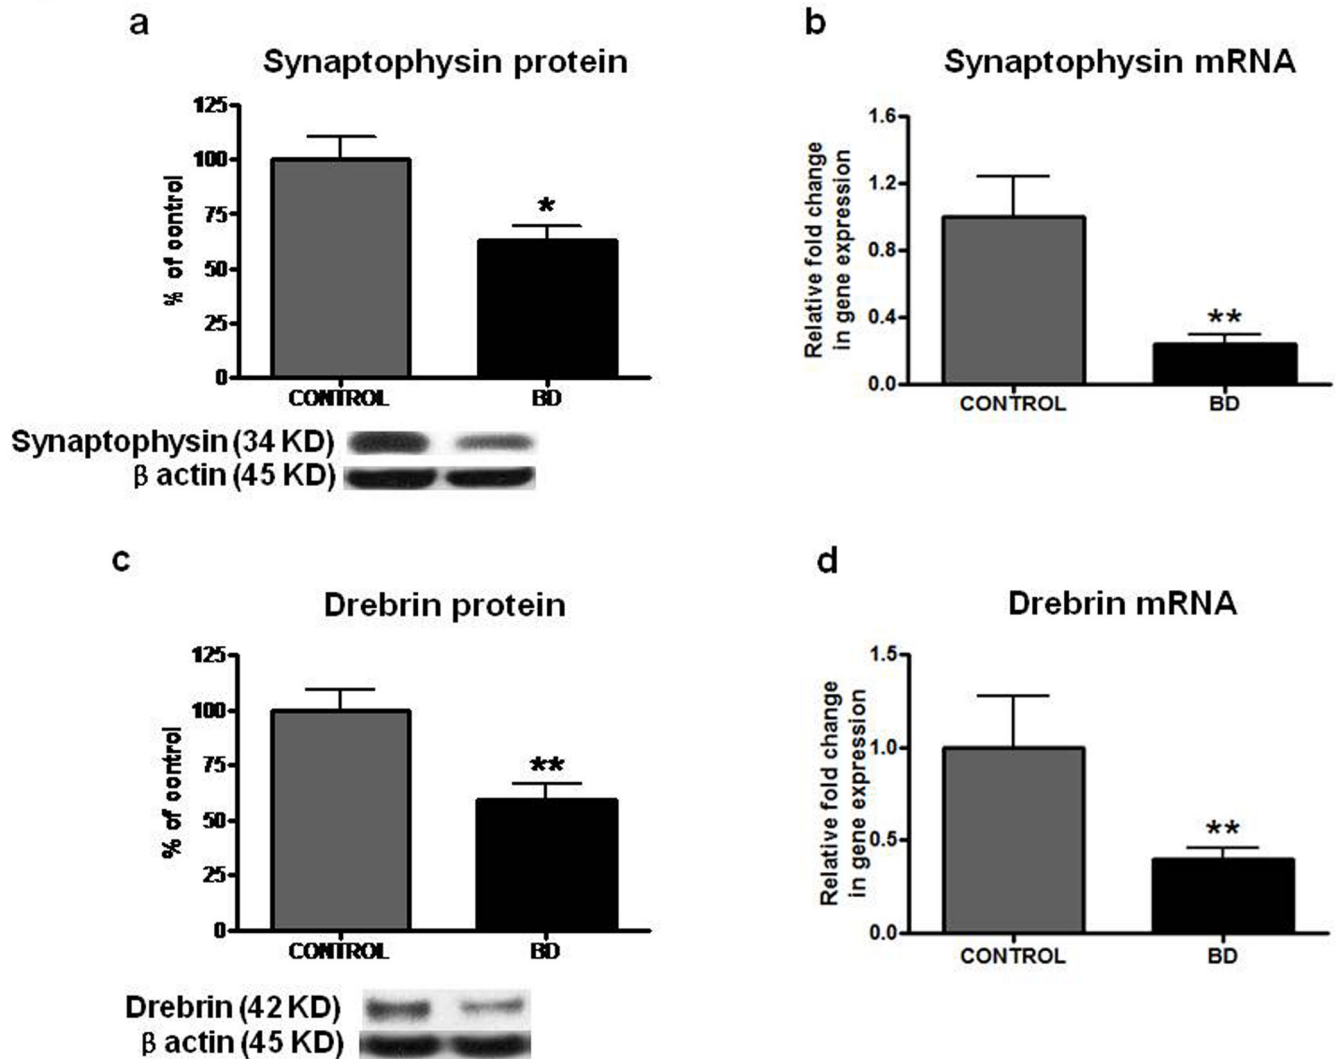 a
Synaptophysin protein
125
100
75
50
25
0
% of control
*
CONTROL
BD
Synaptophysin (34 KD)
β actin (45 KD)
b
Synaptophysin mRNA
1.6
1.2
0.8
0.4
0.0
Relative fold change
in gene expression
**
CONTROL
BD
c
Drebrin protein
125
100
75
50
25
0
% of control
**
CONTROL
BD
Drebrin (42 KD)
β actin (45 KD)
d
Drebrin mRNA
1.5
1.0
0.5
0.0
Relative fold change
in gene expression
**
CONTROL
BD